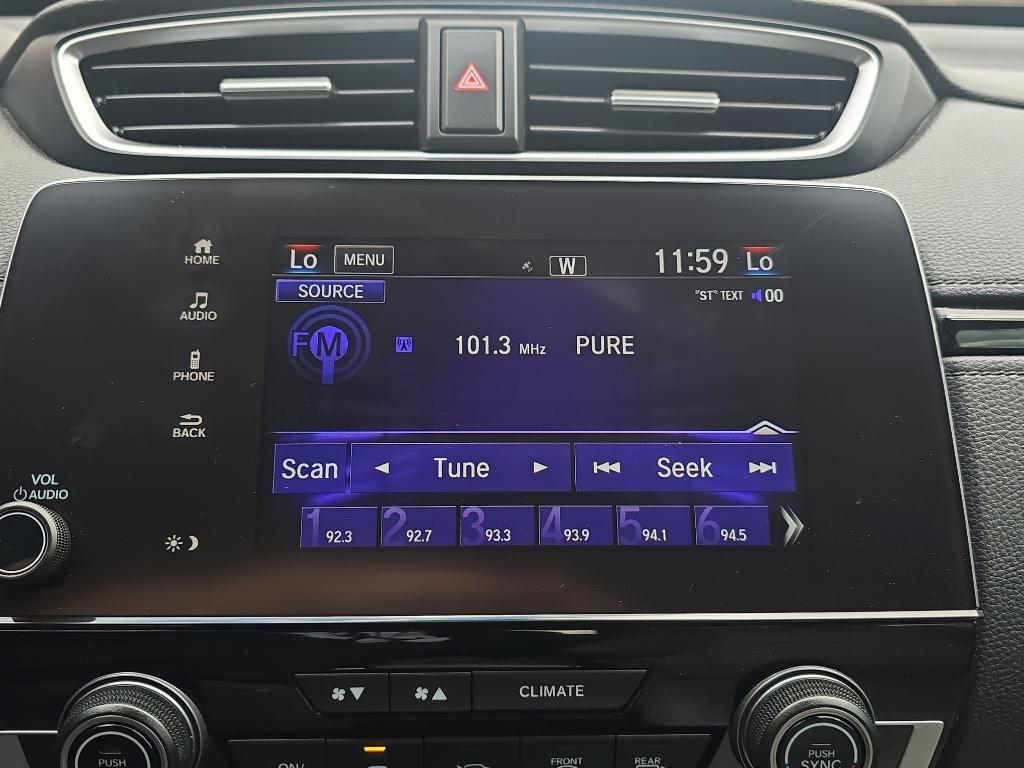 HOME
AUDIO
PHONE
BACK
VOL
AUDIO
Lo MENU W 11:59 Lo
SOURCE "ST" TEXT 00
FM 101.3 MHz PURE
Scan Tune Seek
1 92.3 2 92.7 3 93.3 4 93.9 5 94.1 6 94.5
CLIMATE
PUSH ON/ FRONT REAR PUSH
SYNC